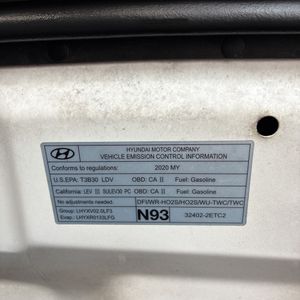 HYUNDAI MOTOR COMPANY
VEHICLE EMISSION CONTROL INFORMATION
Conforms to regulations: 2020 MY
U.S.EPA: T3B30 LDV OBD: CA II Fuel: Gasoline
California: LEV III SULEV30 PC OBD: CA II Fuel: Gasoline
No adjustments needed. DFI/WR-HO2S/HO2S/WU-TWC/TWC
Group: LHYXV02.0LF3 N93 32402-2ETC2
Evap: LHYXR0133LFG